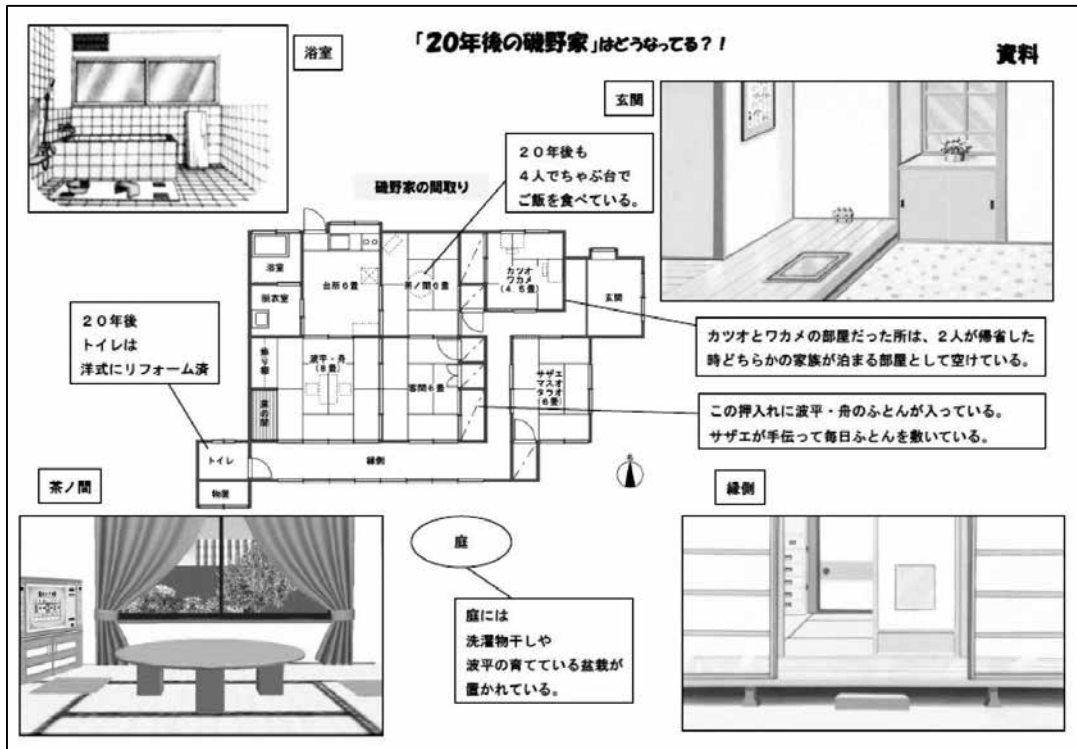 「20年後の磯野家」はどうなってる?!
資料
浴室
玄関
磯野家の間取り
20年後も
4人でちゃぶ台で
ご飯を食べている。
浴室
脱衣室
台所6畳
茶ノ間6畳
カツオ
ワカメ
(4.5畳)
玄関
20年後
トイレは
洋式にリフォーム済
カツオとワカメの部屋だった所は、2人が帰省した
時どちらかの家族が泊まる部屋として空けている。
飾り棚
床の間
波平・舟
(8畳)
客間6畳
サザエ
マスオ
タラオ
(6畳)
この押入れに波平・舟のふとんが入っている。
サザエが手伝って毎日ふとんを敷いている。
トイレ
縁側
物置
茶ノ間
庭
縁側
庭には
洗濯物干しや
波平の育てている盆栽が
置かれている。